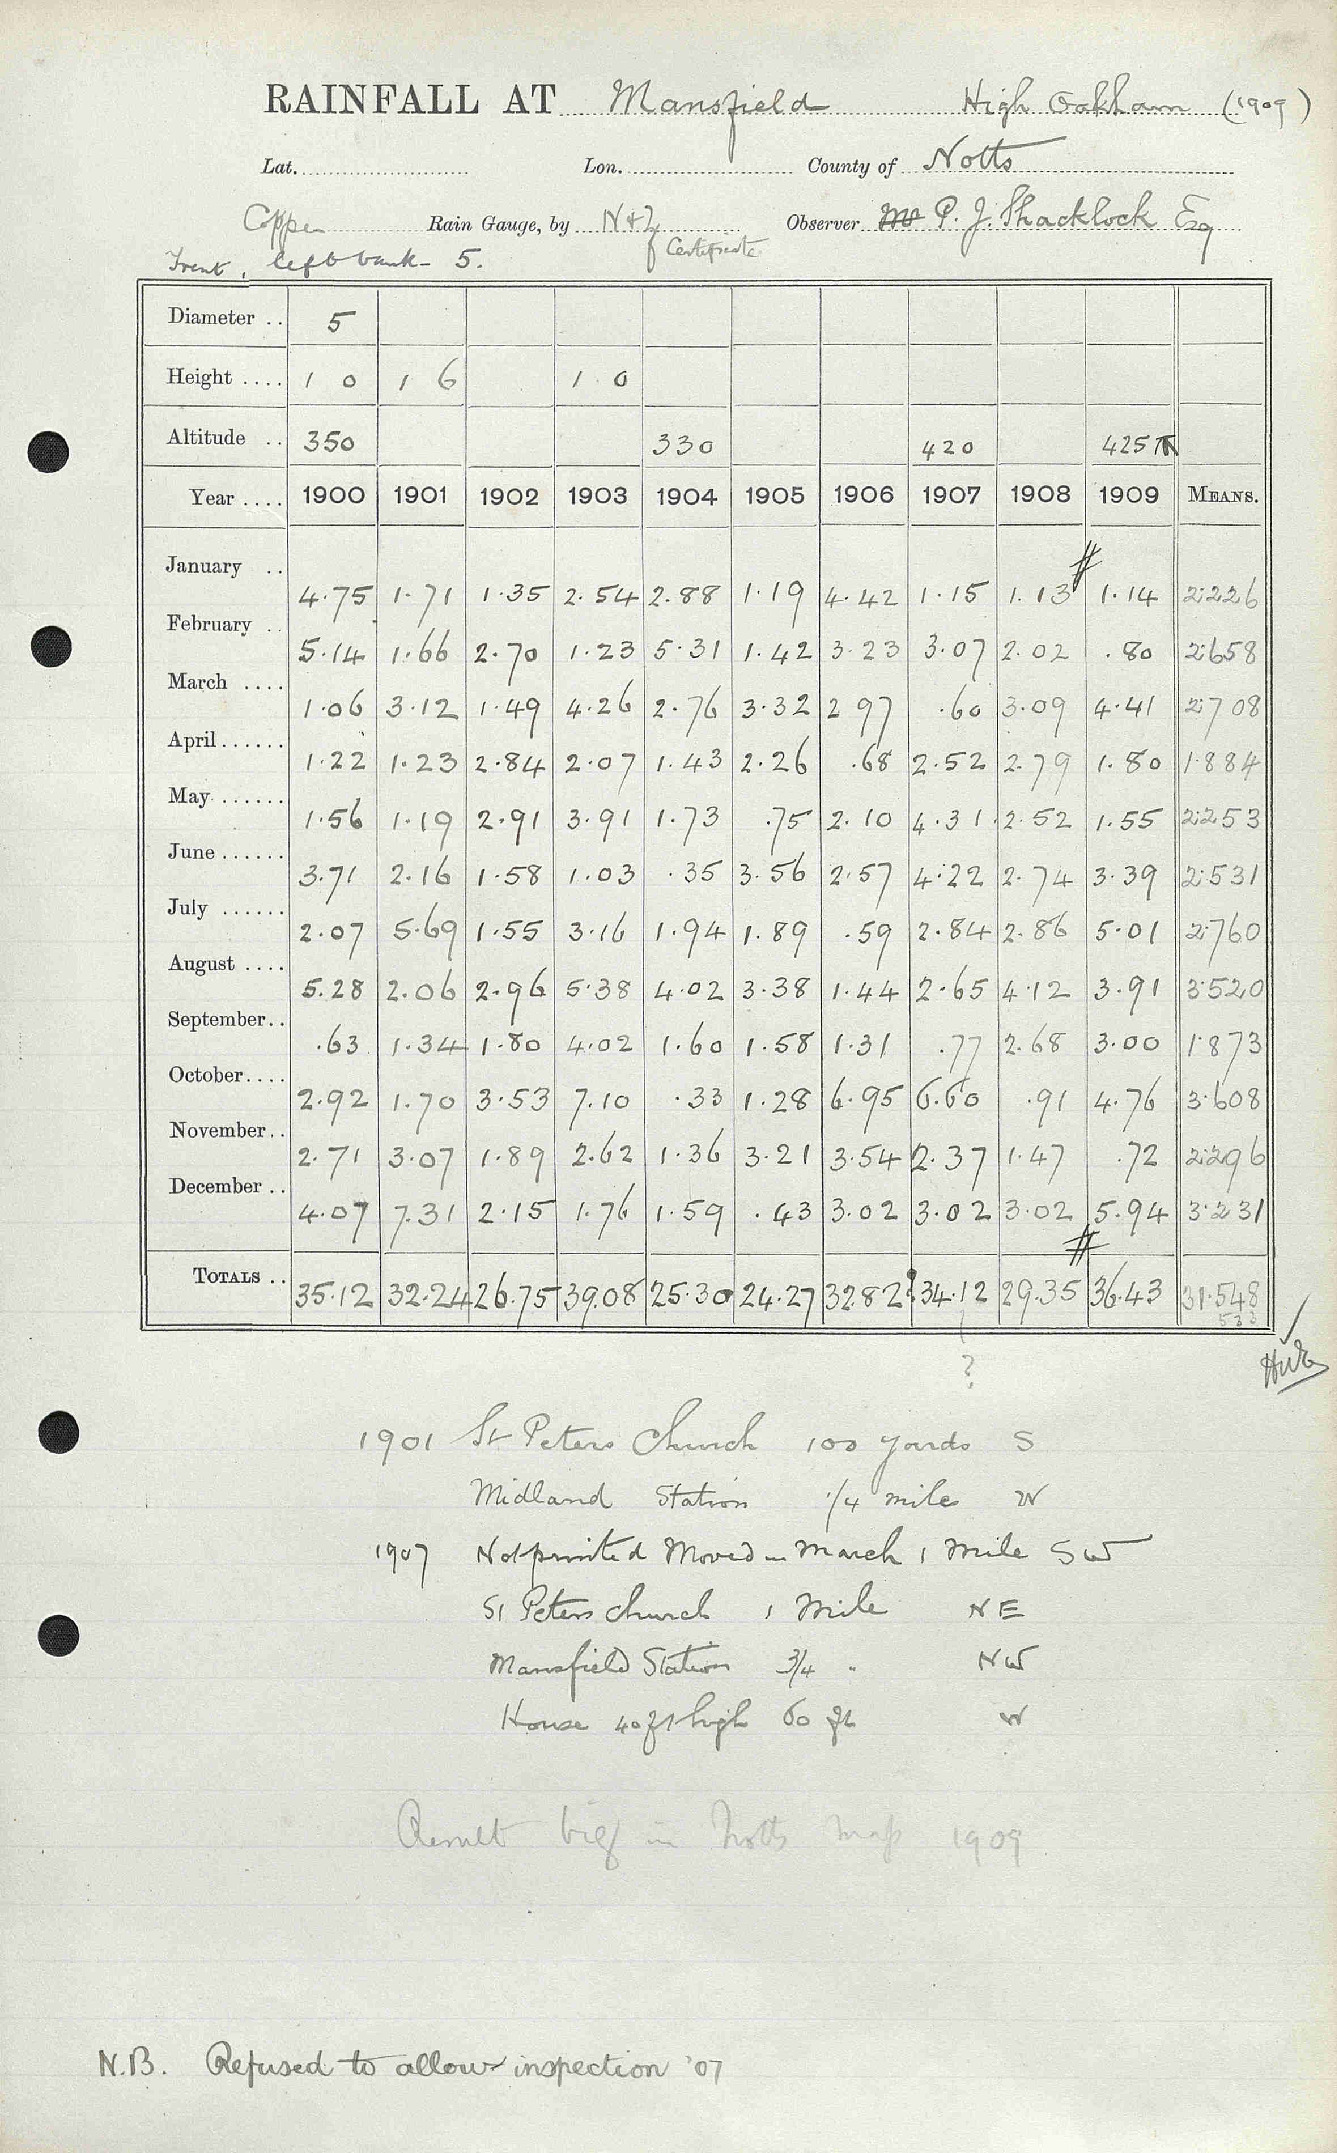 RAINFALL AT Mansfield High Oakham (1909)
Lat. Lon. County of Notts
Copper Rain Gauge, by N & Z Observer Mr P. J. Shacklock Esq
Certificate
Trent, left bank - 5.
Diameter .. 5
Height .... 1 0 1 6 1 0
Altitude .. 350 330 420 425
Year .... 1900 1901 1902 1903 1904 1905 1906 1907 1908 1909 MEANS.
January .. 4.75 1.71 1.35 2.54 2.88 1.19 4.42 1.15 1.13 # 1.14 2.226
February .. 5.14 1.66 2.70 1.23 5.31 1.42 3.23 3.07 2.02 .80 2.658
March .... 1.06 3.12 1.49 4.26 2.76 3.32 2 97 .60 3.09 4.41 2.708
April...... 1.22 1.23 2.84 2.07 1.43 2.26 .68 2.52 2.79 1.80 1.884
May ...... 1.56 1.19 2.91 3.91 1.73 .75 2.10 4.31 2.52 1.55 2.253
June ...... 3.71 2.16 1.58 1.03 .35 3.56 2.57 4.22 2.74 3.39 2.531
July ...... 2.07 5.69 1.55 3.16 1.94 1.89 .59 2.84 2.86 5.01 2.760
August .... 5.28 2.06 2.96 5.38 4.02 3.38 1.44 2.65 4.12 3.91 3.520
September.. .63 1.34 1.80 4.02 1.60 1.58 1.31 .77 2.68 3.00 1.873
October.... 2.92 1.70 3.53 7.10 .33 1.28 6.95 6.60 .91 4.76 3.608
November.. 2.71 3.07 1.89 2.62 1.36 3.21 3.54 2.37 1.47 .72 2.296
December .. 4.07 7.31 2.15 1.76 1.59 .43 3.02 3.02 3.02 5.94 3.231
#
TOTALS .. 35.12 32.24 26.75 39.08 25.30 24.27 32.82 ? 34.12 29.35 36.43 31.548
533
?
1901 St Peters Church 100 yards S
Midland Station 1/4 miles W
1907 Not printed Moved in March 1 Mile SW
St Peters church 1 Mile NE
Mansfield Station 3/4 " NW
House 40 ft high 60 ft W
Result big in Notts map 1909
N.B. Refused to allow inspection '07